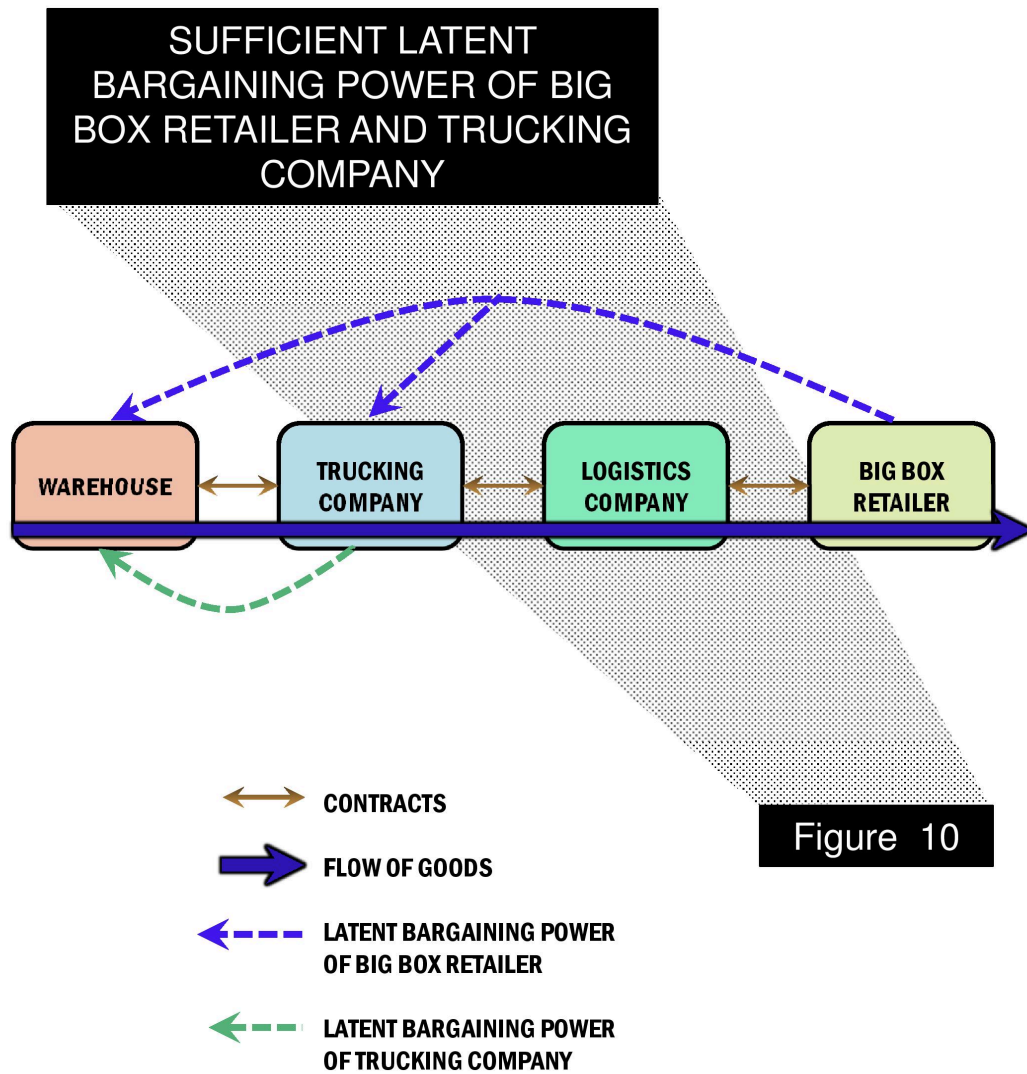 SUFFICIENT LATENT
BARGAINING POWER OF BIG
BOX RETAILER AND TRUCKING
COMPANY
WAREHOUSE
TRUCKING
COMPANY
LOGISTICS
COMPANY
BIG BOX
RETAILER
CONTRACTS
Figure 10
FLOW OF GOODS
LATENT BARGAINING POWER
OF BIG BOX RETAILER
LATENT BARGAINING POWER
OF TRUCKING COMPANY